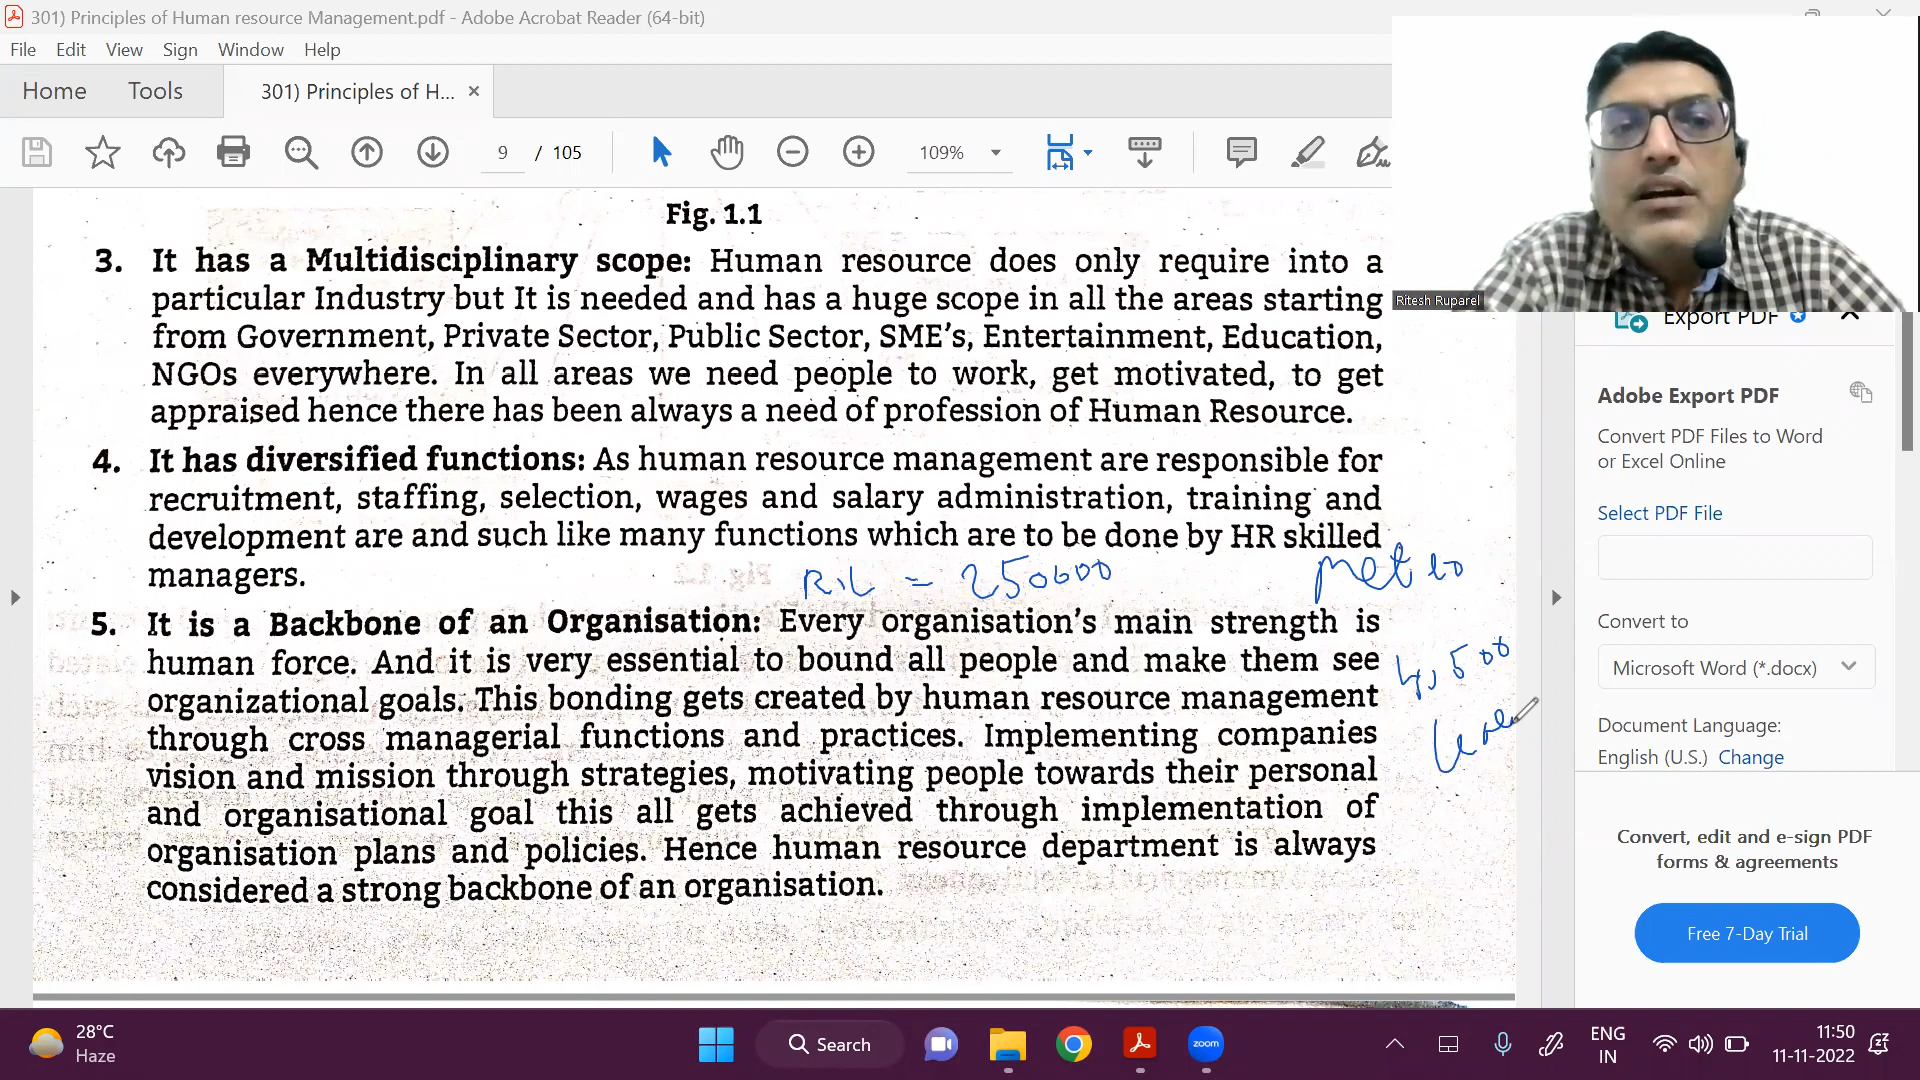 301) Principles of Human resource Management.pdf - Adobe Acrobat Reader (64-bit)
File Edit View Sign Window Help
Home Tools 301) Principles of H...
9 / 105 109%
Ritesh Ruparel
Fig. 1.1
3. It has a Multidisciplinary scope: Human resource does only require into a
particular Industry but It is needed and has a huge scope in all the areas starting
from Government, Private Sector, Public Sector, SME's, Entertainment, Education,
NGOs everywhere. In all areas we need people to work, get motivated, to get
appraised hence there has been always a need of profession of Human Resource.
4. It has diversified functions: As human resource management are responsible for
recruitment, staffing, selection, wages and salary administration, training and
development are and such like many functions which are to be done by HR skilled
managers.
RIL = 250000
5. It is a Backbone of an Organisation: Every organisation's main strength is
human force. And it is very essential to bound all people and make them see
organizational goals. This bonding gets created by human resource management
through cross managerial functions and practices. Implementing companies
vision and mission through strategies, motivating people towards their personal
and organisational goal this all gets achieved through implementation of
organisation plans and policies. Hence human resource department is always
considered a strong backbone of an organisation.
Export PDF
Adobe Export PDF
Convert PDF Files to Word
or Excel Online
Select PDF File
Convert to
Microsoft Word (*.docx)
Document Language:
English (U.S.) Change
Convert, edit and e-sign PDF
forms & agreements
Free 7-Day Trial
28°C
Haze
Search
zoom
ENG
IN
11:50
11-11-2022